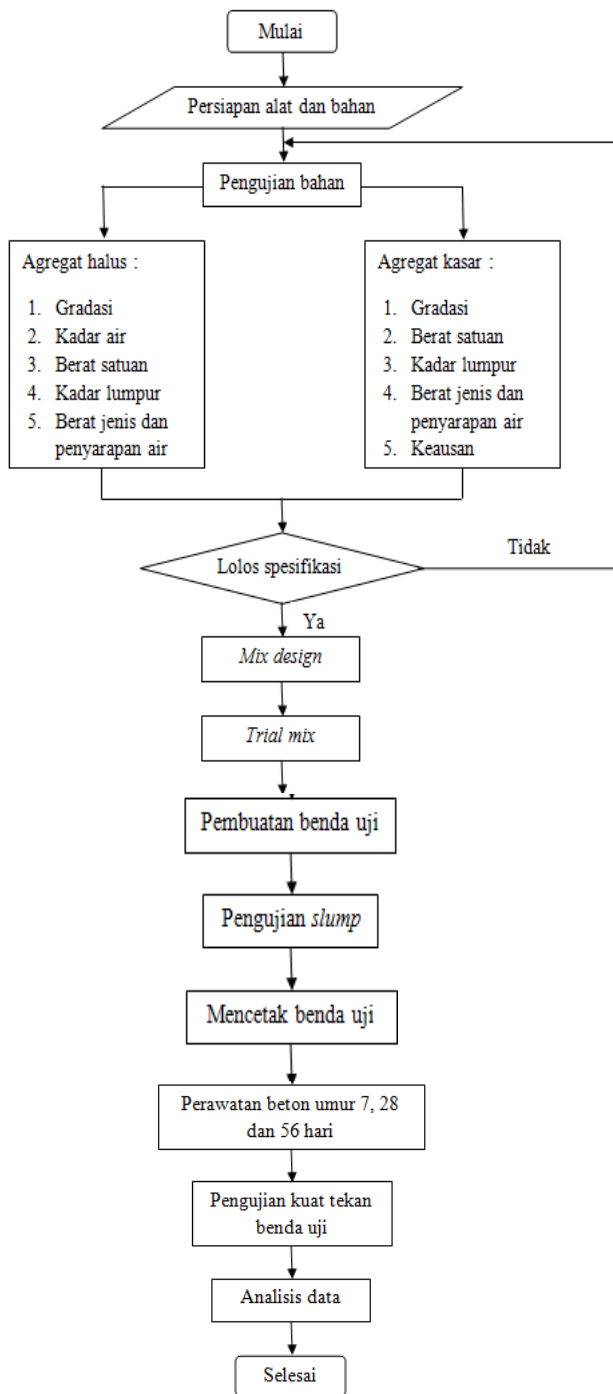 Mulai
Persiapan alat dan bahan
Pengujian bahan
Agregat halus :
1. Gradasi
2. Kadar air
3. Berat satuan
4. Kadar lumpur
5. Berat jenis dan
penyarapan air
Agregat kasar :
1. Gradasi
2. Berat satuan
3. Kadar lumpur
4. Berat jenis dan
penyarapan air
5. Keausan
Lolos spesifikasi
Tidak
Ya
Mix design
Trial mix
Pembuatan benda uji
Pengujian slump
Mencetak benda uji
Perawatan beton umur 7, 28
dan 56 hari
Pengujian kuat tekan
benda uji
Analisis data
Selesai